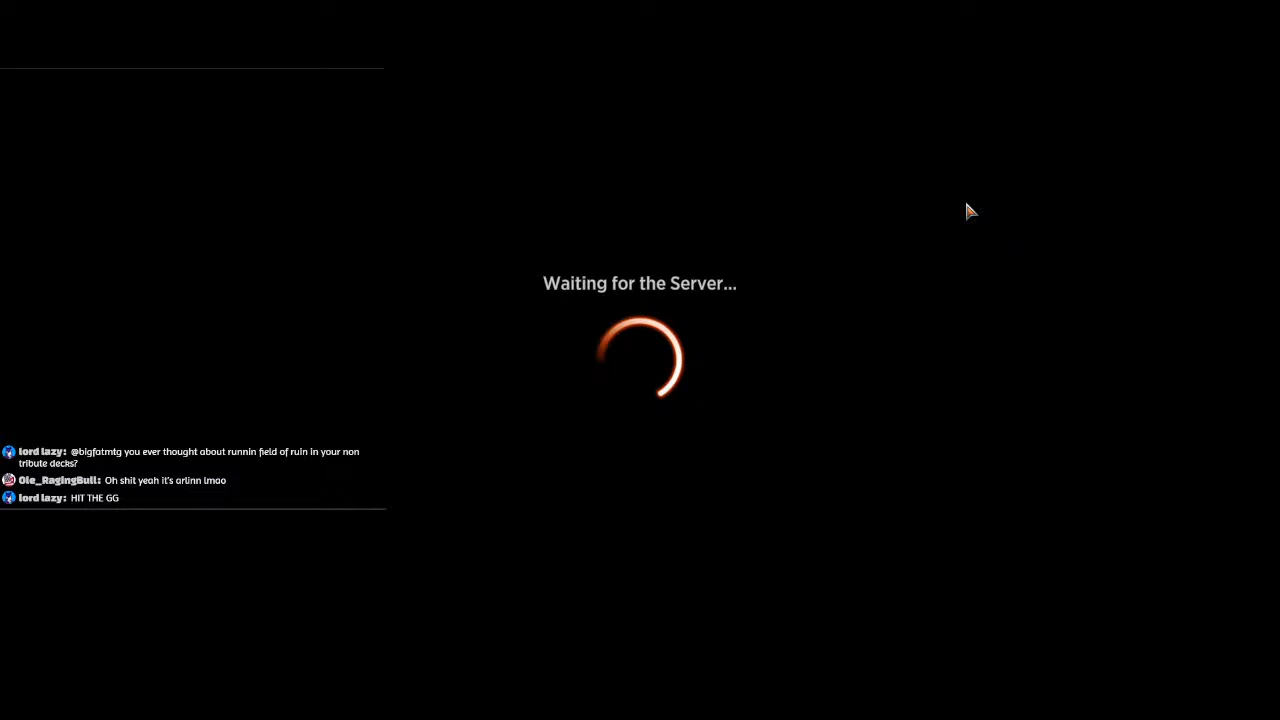 Waiting for the Server...
lord lazy: @bigfatmtg you ever thought about runnin field of ruin in your non
tribute decks?
Ole_RagingBull: Oh shit yeah it's arlinn lmao
lord lazy: HIT THE GG